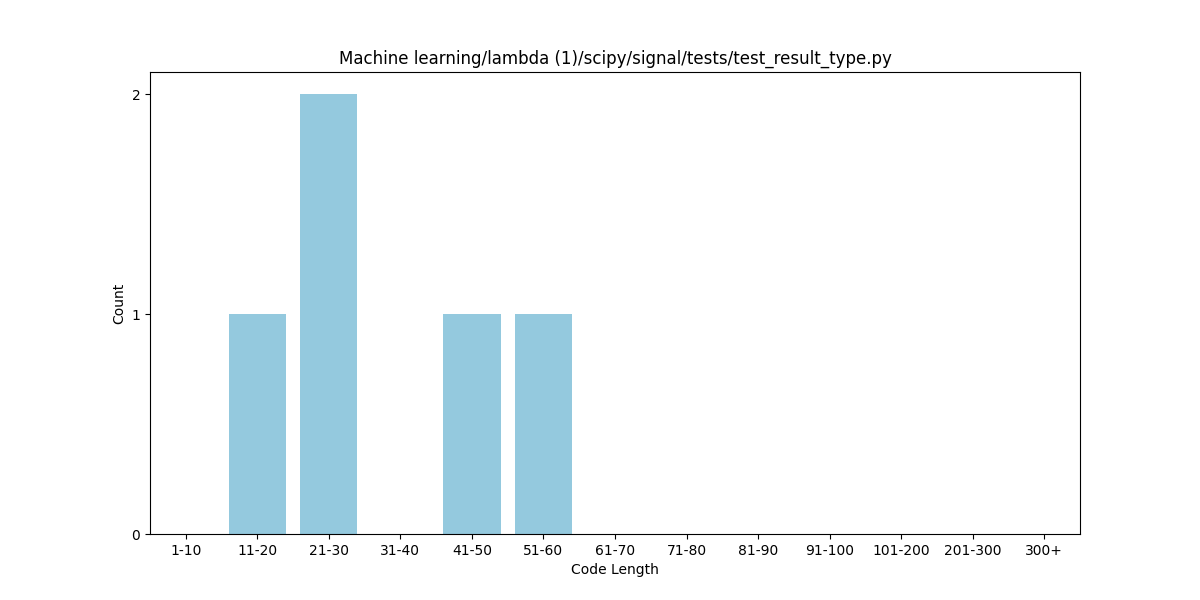 Machine learning/lambda (1)/scipy/signal/tests/test_result_type.py
2
1
0
Count
1-10 11-20 21-30 31-40 41-50 51-60 61-70 71-80 81-90 91-100 101-200 201-300 300+
Code Length